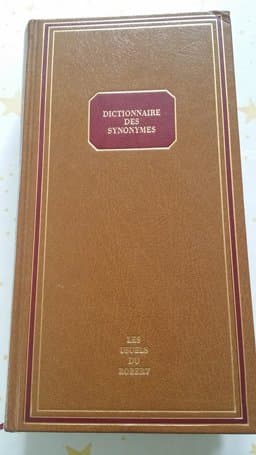 DICTIONNAIRE
DES
SYNONYMES
LES
USUELS
DU
ROBERT